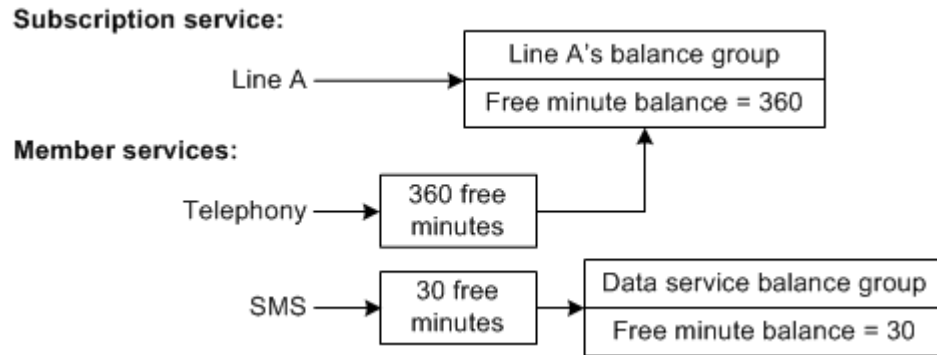 Subscription service:
Line A's balance group
Line A
Free minute balance = 360
Member services:
Telephony
360 free
minutes
SMS
30 free
minutes
Data service balance group
Free minute balance = 30